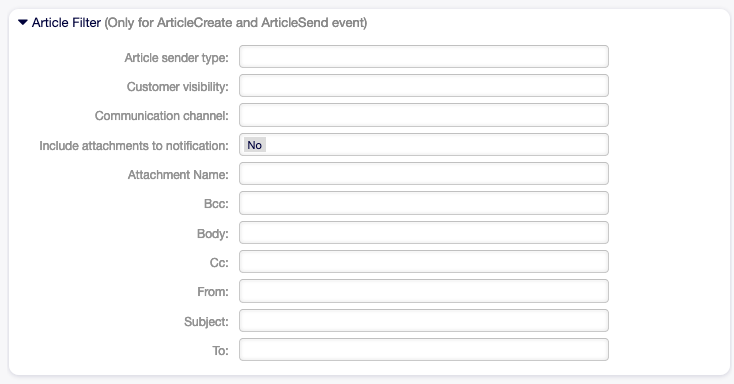 Article Filter (Only for ArticleCreate and ArticleSend event)
Article sender type:
Customer visibility:
Communication channel:
Include attachments to notification: No
Attachment Name:
Bcc:
Body:
Cc:
From:
Subject:
To: